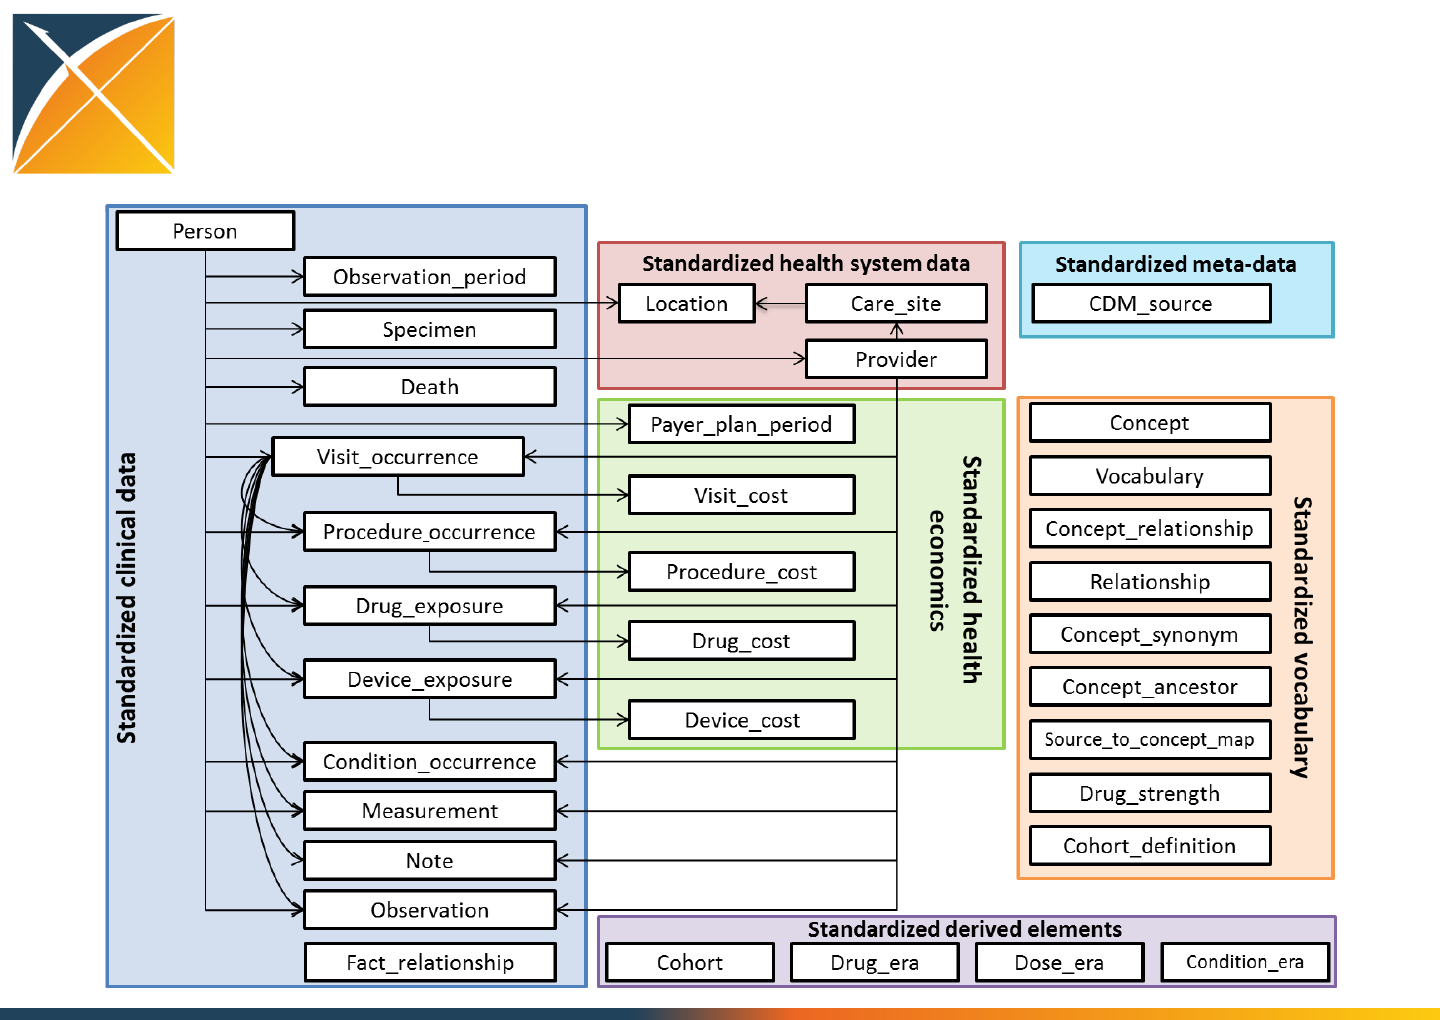 Person
Observation_period
Specimen
Death
Visit_occurrence
Procedure_occurrence
Drug_exposure
Device_exposure
Condition_occurrence
Measurement
Note
Observation
Fact_relationship
Standardized clinical data
Standardized health system data
Location
Care_site
Provider
Payer_plan_period
Visit_cost
Procedure_cost
Drug_cost
Device_cost
Standardized health
economics
Standardized meta-data
CDM_source
Concept
Vocabulary
Concept_relationship
Relationship
Concept_synonym
Concept_ancestor
Source_to_concept_map
Drug_strength
Cohort_definition
Standardized vocabulary
Standardized derived elements
Cohort
Drug_era
Dose_era
Condition_era